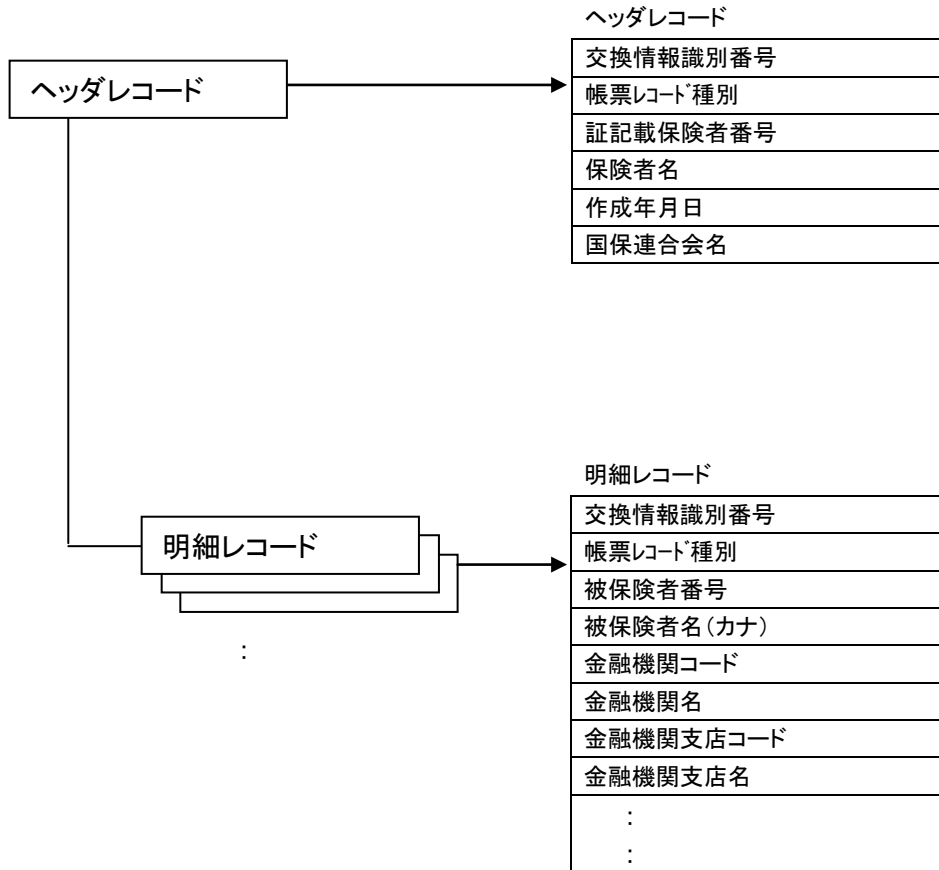 ヘッダレコード
ヘッダレコード
交換情報識別番号
帳票ﾚｺｰﾄﾞ種別
証記載保険者番号
保険者名
作成年月日
国保連合会名
明細レコード
:
明細レコード
交換情報識別番号
帳票ﾚｺｰﾄﾞ種別
被保険者番号
被保険者名(カナ)
金融機関コード
金融機関名
金融機関支店コード
金融機関支店名
:
: